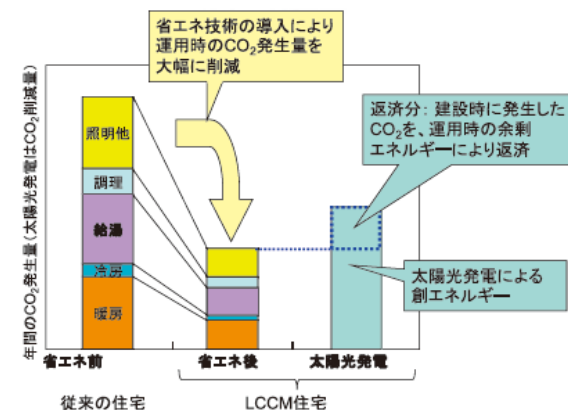 省エネ技術の導入により
運用時のCO₂発生量を
大幅に削減
返済分：建設時に発生した
CO₂を、運用時の余剰
エネルギーにより返済
年間のCO₂発生量(太陽光発電はCO₂削減量)
照明他
調理
給湯
冷房
暖房
太陽光発電による
創エネルギー
省エネ前
省エネ後
太陽光発電
従来の住宅
LCCM住宅